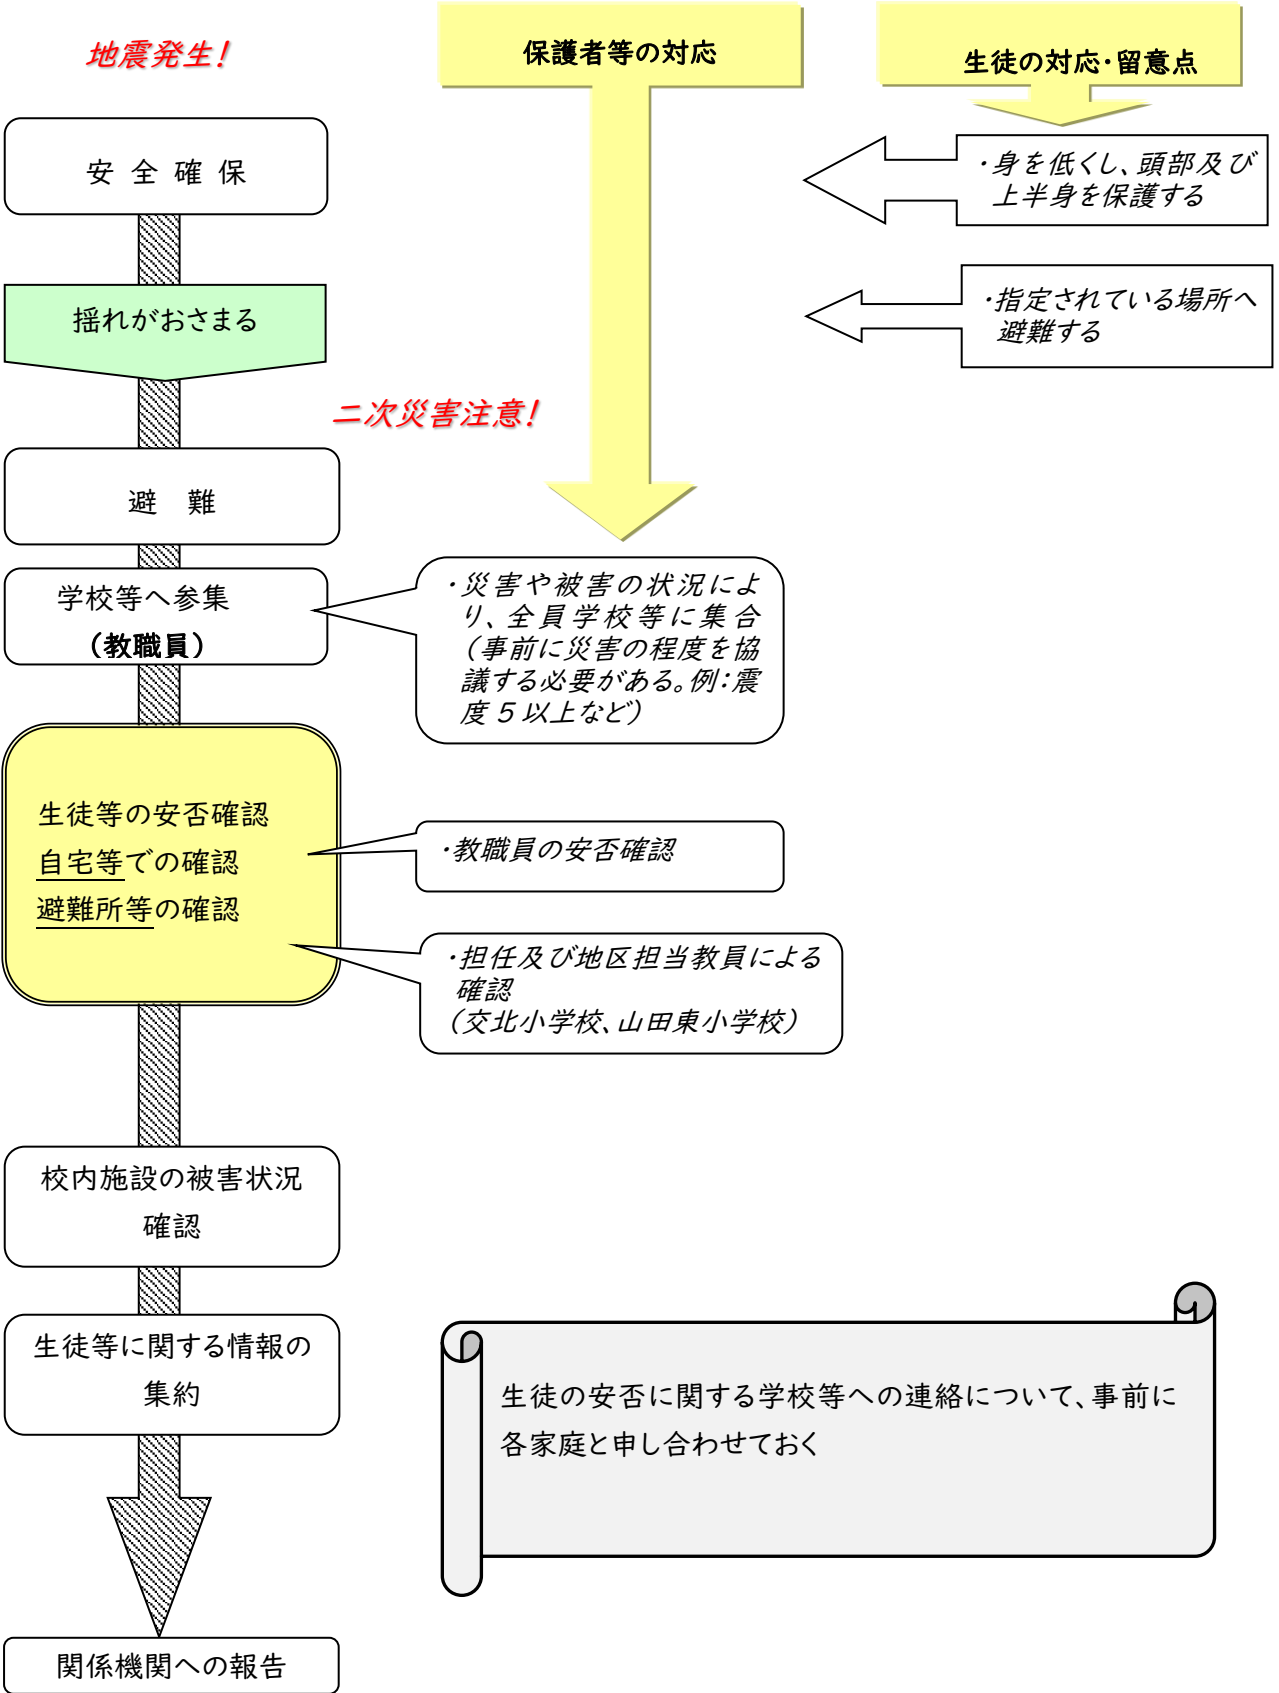 地震発生!
保護者等の対応
生徒の対応・留意点
安 全 確 保
・身を低くし、頭部及び
上半身を保護する
揺れがおさまる
・指定されている場所へ
避難する
二次災害注意!
避　難
学校等へ参集
(教職員)
・災害や被害の状況によ
り、全員学校等に集合
(事前に災害の程度を協
議する必要がある。例：震
度５以上など)
生徒等の安否確認
自宅等での確認
避難所等の確認
・教職員の安否確認
・担任及び地区担当教員による
確認
(交北小学校、山田東小学校)
校内施設の被害状況
確認
生徒等に関する情報の
集約
生徒の安否に関する学校等への連絡について、事前に
各家庭と申し合わせておく
関係機関への報告